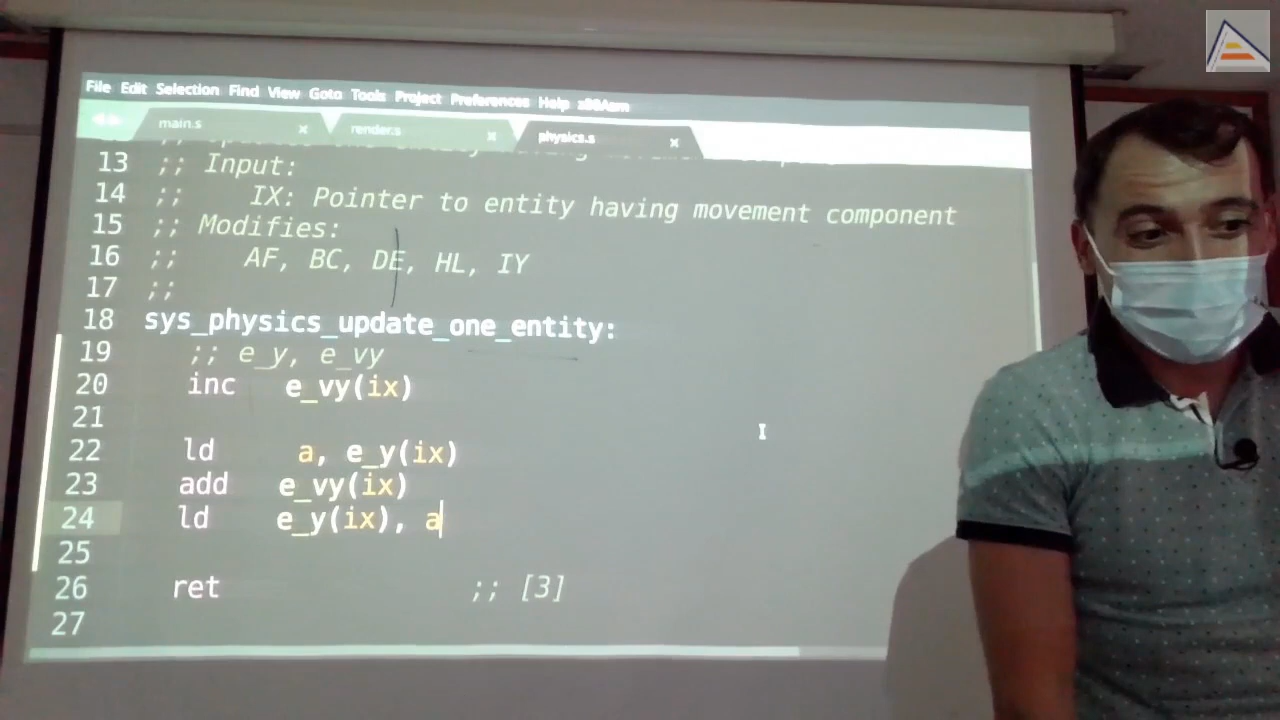 File Edit Selection Find View Goto Tools Project Preferences Help z80Asm
main.s render.s physics.s
13 ;; Input:
14 ;; IX: Pointer to entity having movement component
15 ;; Modifies:
16 ;; AF, BC, DE, HL, IY
17 ;;
18 sys_physics_update_one_entity:
19 ;; e_y, e_vy
20 inc e_vy(ix)
21
22 ld a, e_y(ix)
23 add e_vy(ix)
24 ld e_y(ix), a
25
26 ret ;; [3]
27